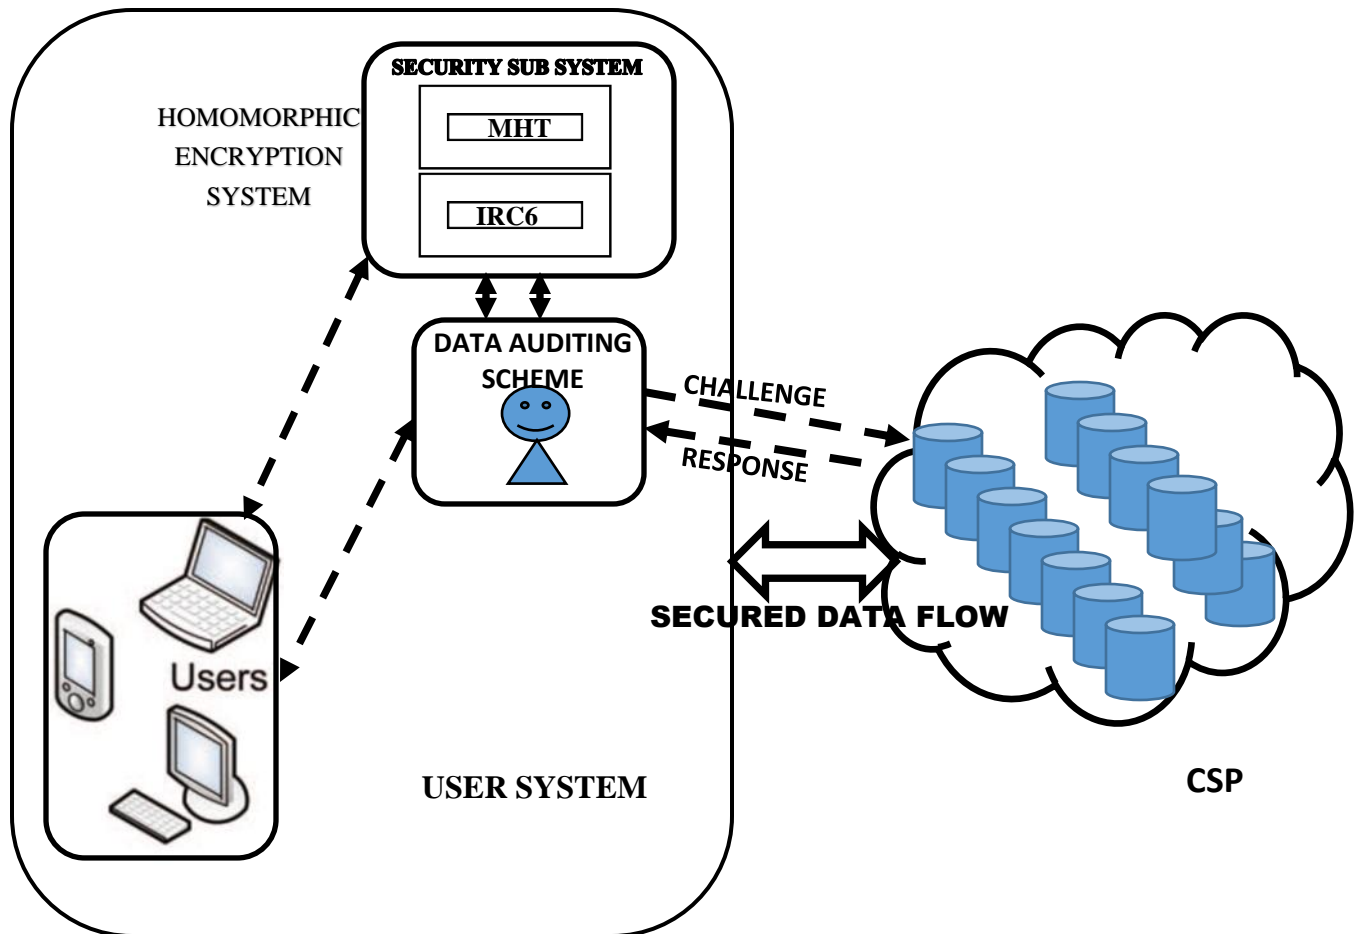 SECURITY SUB SYSTEM
HOMOMORPHIC
ENCRYPTION
SYSTEM
MHT
IRC6
DATA AUDITING
SCHEME
CHALLENGE
RESPONSE
SECURED DATA FLOW
Users
USER SYSTEM
CSP